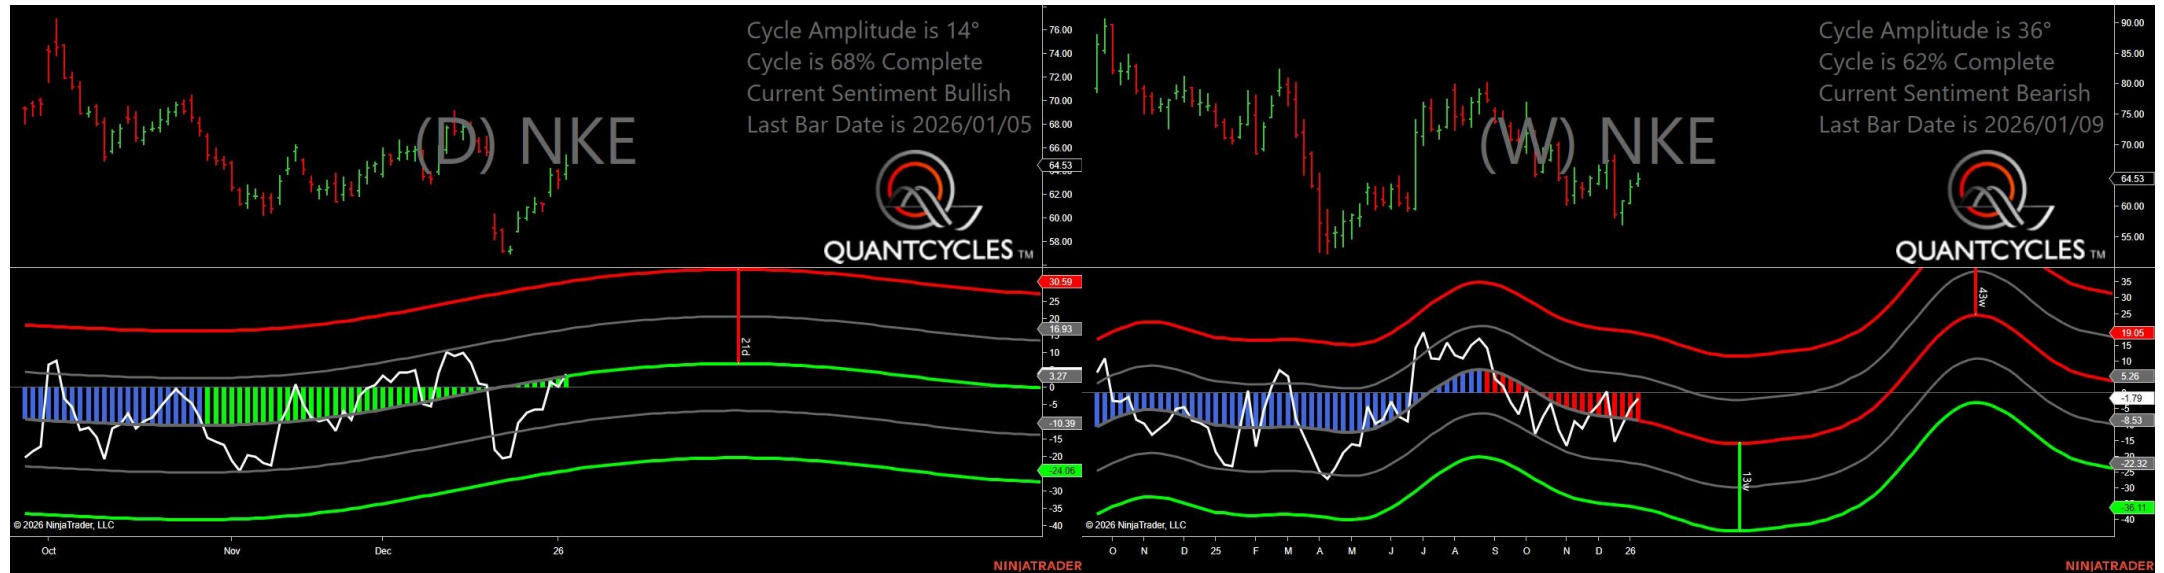 Cycle Amplitude is 14°
Cycle is 68% Complete
Current Sentiment Bullish
Last Bar Date is 2026/01/05
(D) NKE
QUANTCYCLES TM
76.00
74.00
72.00
70.00
68.00
66.00
64.53
62.00
60.00
58.00
30.59
25
20
16.93
10
3.27
0
-5
-10.39
-15
-20
-24.06
-30
-35
-40
21d
© 2026 NinjaTrader, LLC
Oct Nov Dec 26
NINJATRADER
Cycle Amplitude is 36°
Cycle is 62% Complete
Current Sentiment Bearish
Last Bar Date is 2026/01/09
(W) NKE
QUANTCYCLES TM
90.00
85.00
80.00
75.00
70.00
64.53
60.00
55.00
35
30
25
19.05
15
10
5.26
-1.79
-5
-8.53
-15
-22.32
-25
-30
-36.11
-40
43w
13w
© 2026 NinjaTrader, LLC
O N D 25 F M A M J J A S O N D 26
NINJATRADER